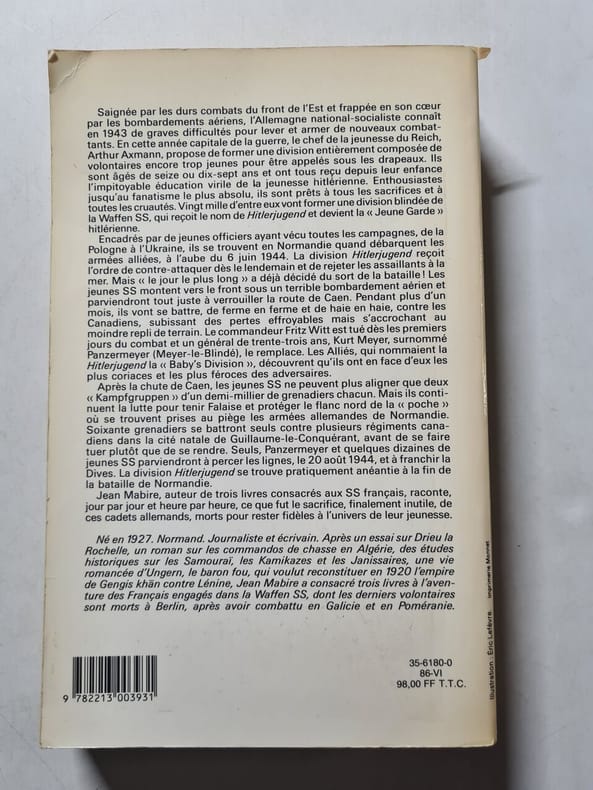 Saignée par les durs combats du front de l'Est et frappée en son cœur
par les bombardements aériens, l'Allemagne national-socialiste connaît
en 1943 de graves difficultés pour lever et armer de nouveaux combat-
tants. En cette année capitale de la guerre, le chef de la jeunesse du Reich,
Arthur Axmann, propose de former une division entièrement composée de
volontaires encore trop jeunes pour être appelés sous les drapeaux. Ils
sont âgés de seize ou dix-sept ans et ont tous reçu depuis leur enfance
l'impitoyable éducation virile de la jeunesse hitlérienne. Enthousiastes
jusqu'au fanatisme le plus absolu, ils sont prêts à tous les sacrifices et à
toutes les cruautés. Vingt mille d'entre eux vont former une division blindée de
la Waffen SS, qui reçoit le nom de Hitlerjugend et devient la « Jeune Garde »
hitlérienne.
Encadrés par de jeunes officiers ayant vécu toutes les campagnes, de la
Pologne à l'Ukraine, ils se trouvent en Normandie quand débarquent les
armées alliées, à l'aube du 6 juin 1944. La division Hitlerjugend reçoit
l'ordre de contre-attaquer dès le lendemain et de rejeter les assaillants à la
mer. Mais « le jour le plus long » a déjà décidé du sort de la bataille ! Les
jeunes SS montent vers le front sous un terrible bombardement aérien et
parviendront tout juste à verrouiller la route de Caen. Pendant plus d'un
mois, ils vont se battre, de ferme en ferme et de haie en haie, contre les
Canadiens, subissant des pertes effroyables mais s'accrochant au
moindre repli de terrain. Le commandeur Fritz Witt est tué dès les premiers
jours du combat et un général de trente-trois ans, Kurt Meyer, surnommé
Panzermeyer (Meyer-le-Blindé), le remplace. Les Alliés, qui nommaient la
Hitlerjugend la « Baby's Division », découvrent qu'ils ont en face d'eux les
plus coriaces et les plus féroces des adversaires.
Après la chute de Caen, les jeunes SS ne peuvent plus aligner que deux
« Kampfgruppen » d'un demi-millier de grenadiers chacun. Mais ils conti-
nuent la lutte pour tenir Falaise et protéger le flanc nord de la « poche »
où se trouvent prises au piège les armées allemandes de Normandie.
Soixante grenadiers se battront seuls contre plusieurs régiments cana-
diens dans la cité natale de Guillaume-le-Conquérant, avant de se faire
tuer plutôt que de se rendre. Seuls, Panzermeyer et quelques dizaines de
jeunes SS parviendront à percer les lignes, le 20 août 1944, et à franchir la
Dives. La division Hitlerjugend se trouve pratiquement anéantie à la fin de
la bataille de Normandie.
Jean Mabire, auteur de trois livres consacrés aux SS français, raconte,
jour par jour et heure par heure, ce que fut le sacrifice, finalement inutile, de
ces cadets allemands, morts pour rester fidèles à l'univers de leur jeunesse.
Né en 1927. Normand. Journaliste et écrivain. Après un essai sur Drieu la
Rochelle, un roman sur les commandos de chasse en Algérie, des études
historiques sur les Samouraï, les Kamikazes et les Janissaires, une vie
romancée d'Ungern, le baron fou, qui voulut reconstituer en 1920 l'empire
de Gengis khän contre Lénine, Jean Mabire a consacré trois livres à l'aven-
ture des Français engagés dans la Waffen SS, dont les derniers volontaires
sont morts à Berlin, après avoir combattu en Galicie et en Poméranie.
35-6180-0
86-VI
98,00 FF T.T.C.
9 782213 003931
Illustration : Éric Lefèvre. Imprimerie Monnet